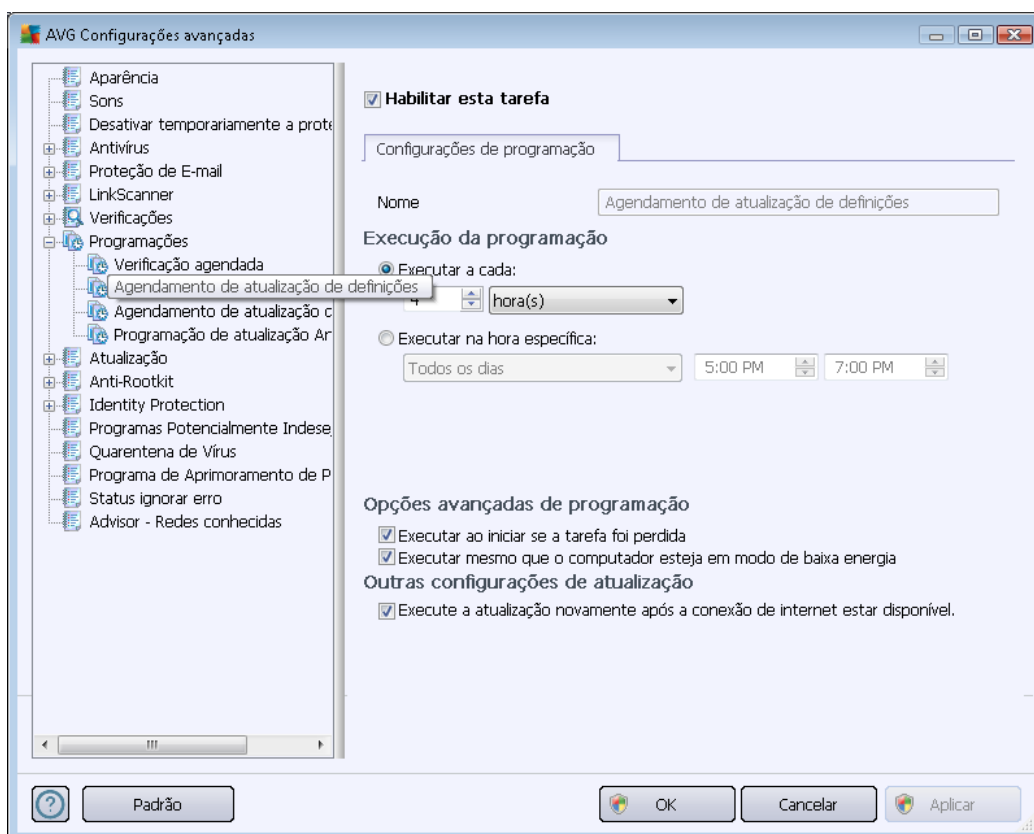 AVG Configurações avançadas
Aparência
Sons
Desativar temporariamente a prote
Antivírus
Proteção de E-mail
LinkScanner
Verificações
Programações
Verificação agendada
Agendamento de atualização de definições
Agendamento de atualização c
Programação de atualização An
Atualização
Anti-Rootkit
Identity Protection
Programas Potencialmente Indese
Quarentena de Vírus
Programa de Aprimoramento de P
Status ignorar erro
Advisor - Redes conhecidas
Habilitar esta tarefa
Configurações de programação
Nome
Agendamento de atualização de definições
Execução da programação
Executar a cada:
4
hora(s)
Executar na hora específica:
Todos os dias
5:00 PM
7:00 PM
Opções avançadas de programação
Executar ao iniciar se a tarefa foi perdida
Executar mesmo que o computador esteja em modo de baixa energia
Outras configurações de atualização
Execute a atualização novamente após a conexão de internet estar disponível.
Padrão
OK
Cancelar
Aplicar